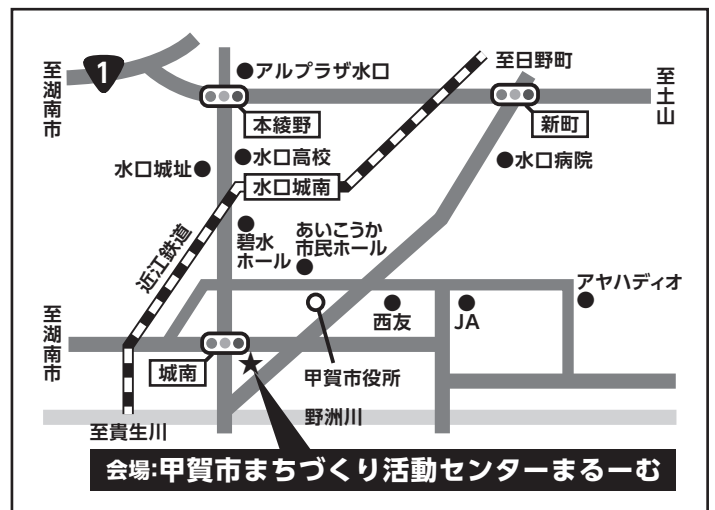 至日野町
1
アルプラザ水口
至湖南市
至土山
本綾野
新町
水口高校
水口病院
水口城址
水口城南
近江鉄道
碧水
ホール
あいこうか
市民ホール
アヤハディオ
西友
JA
至湖南市
城南
甲賀市役所
野洲川
至貴生川
会場:甲賀市まちづくり活動センターまるーむ